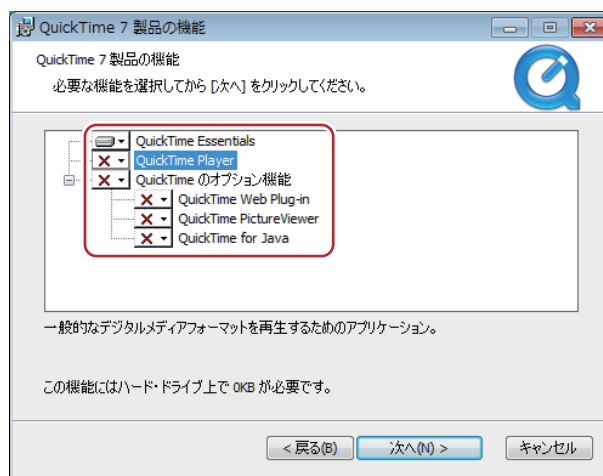 QuickTime 7 製品の機能
QuickTime 7 製品の機能
必要な機能を選択してから [次へ] をクリックしてください。
QuickTime Essentials
QuickTime Player
QuickTime のオプション機能
QuickTime Web Plug-in
QuickTime PictureViewer
QuickTime for Java
一般的なデジタルメディアフォーマットを再生するためのアプリケーション。
この機能にはハード・ドライブ上で 0KB が必要です。
< 戻る(B) 次へ(N) > キャンセル